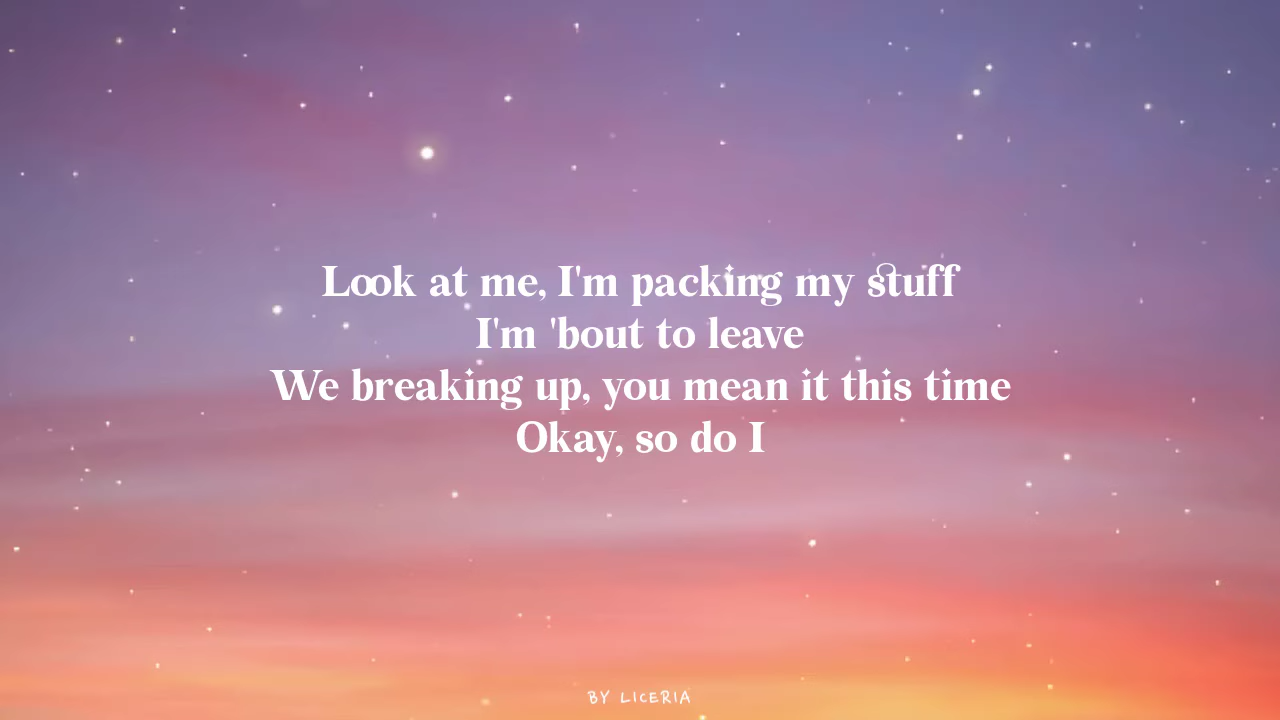 Look at me, I'm packing my stuff
I'm 'bout to leave
We breaking up, you mean it this time
Okay, so do I
BY LICERIA